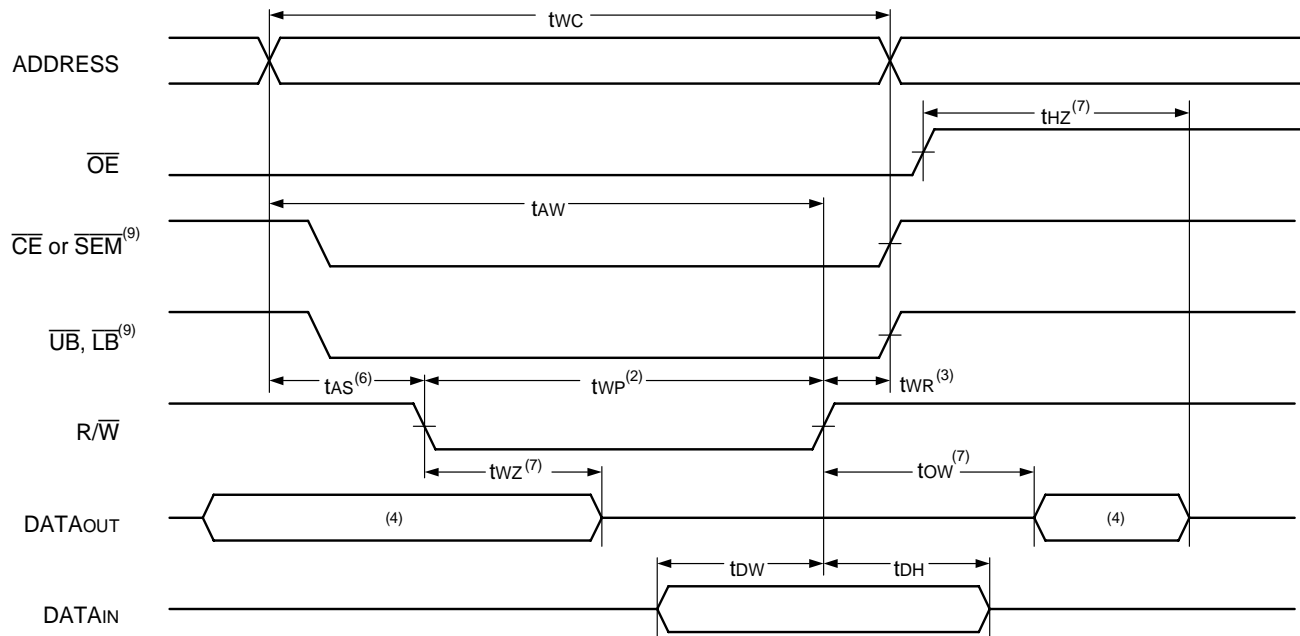 tWC
ADDRESS
tHZ(7)
OE
tAW
CE or SEM(9)
UB, LB(9)
tAS(6) tWP(2) tWR(3)
R/W
tWZ(7) tOW(7)
DATAOUT (4) (4)
tDW tDH
DATAIN